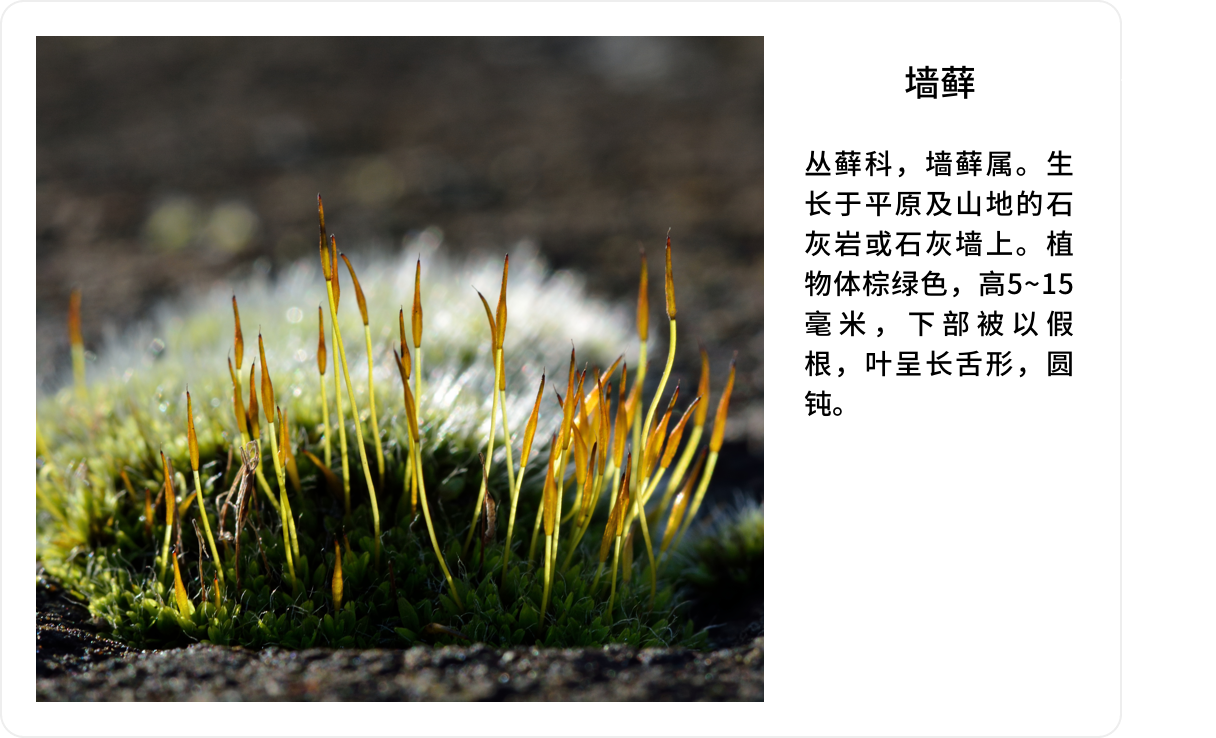 墙藓
丛藓科，墙藓属。生
长于平原及山地的石
灰岩或石灰墙上。植
物体棕绿色，高5~15
毫米，下部被以假
根，叶呈长舌形，圆
钝。